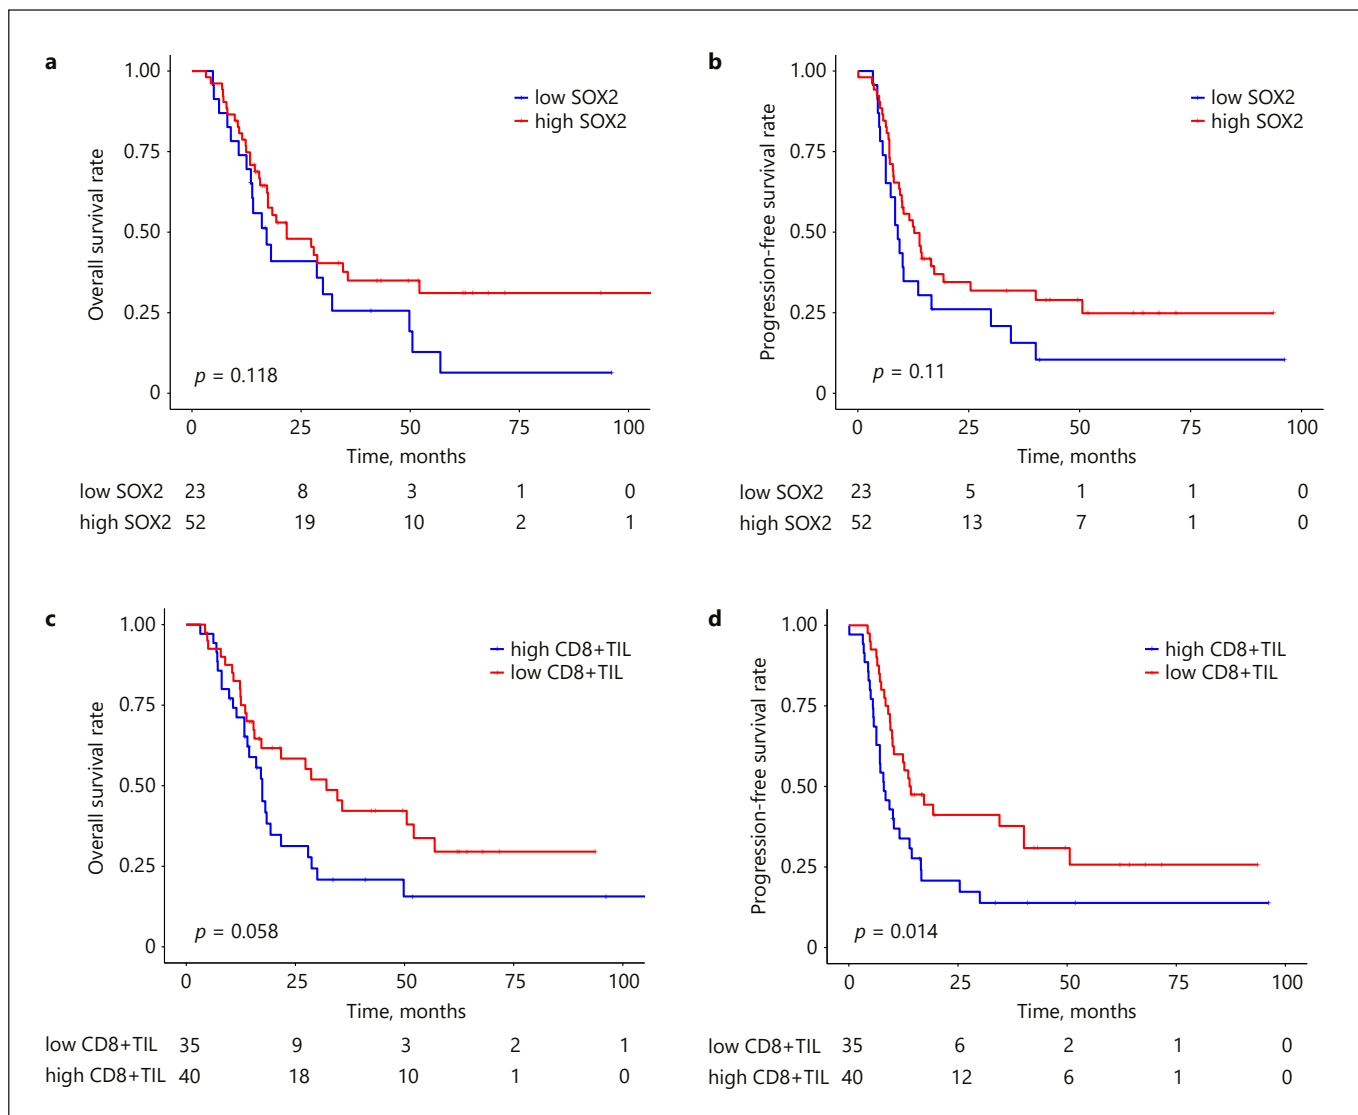 a
1.00
0.75
0.50
0.25
0
Overall survival rate
low SOX2
high SOX2
p = 0.118
0 25 50 75 100
Time, months
low SOX2 23 8 3 1 0
high SOX2 52 19 10 2 1
b
1.00
0.75
0.50
0.25
0
Progression-free survival rate
low SOX2
high SOX2
p = 0.11
0 25 50 75 100
Time, months
low SOX2 23 5 1 1 0
high SOX2 52 13 7 1 0
c
1.00
0.75
0.50
0.25
0
Overall survival rate
high CD8+TIL
low CD8+TIL
p = 0.058
0 25 50 75 100
Time, months
low CD8+TIL 35 9 3 2 1
high CD8+TIL 40 18 10 1 0
d
1.00
0.75
0.50
0.25
0
Progression-free survival rate
high CD8+TIL
low CD8+TIL
p = 0.014
0 25 50 75 100
Time, months
low CD8+TIL 35 6 2 1 0
high CD8+TIL 40 12 6 1 0